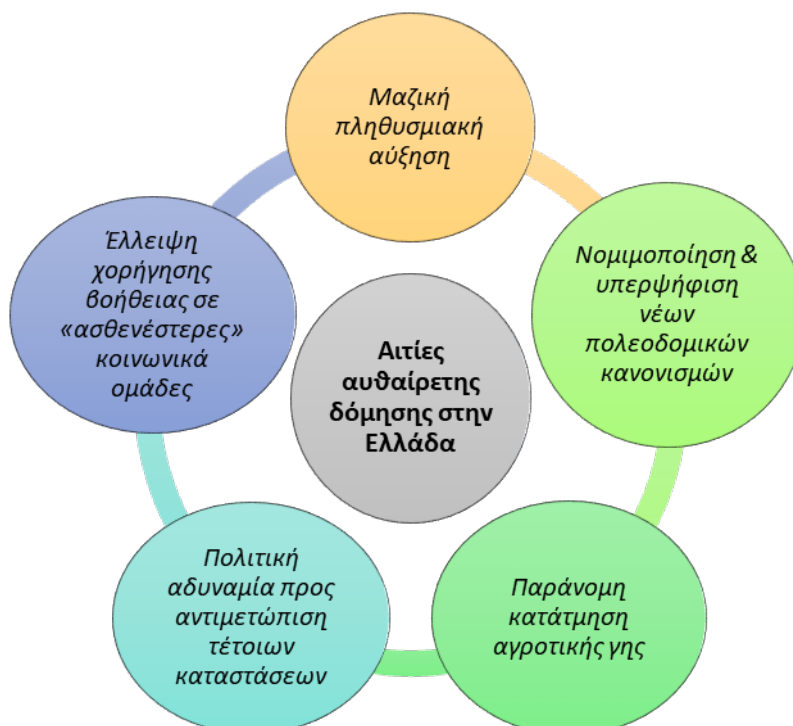 Μαζική
πληθυσμιακή
αύξηση
Νομιμοποίηση &
υπερψήφιση
νέων
πολεοδομικών
κανονισμών
Παράνομη
κατάτμηση
αγροτικής γης
Πολιτική
αδυναμία προς
αντιμετώπιση
τέτοιων
καταστάσεων
Έλλειψη
χορήγησης
βοήθειας σε
«ασθενέστερες»
κοινωνικά
ομάδες
Αιτίες
αυθαίρετης
δόμησης στην
Ελλάδα